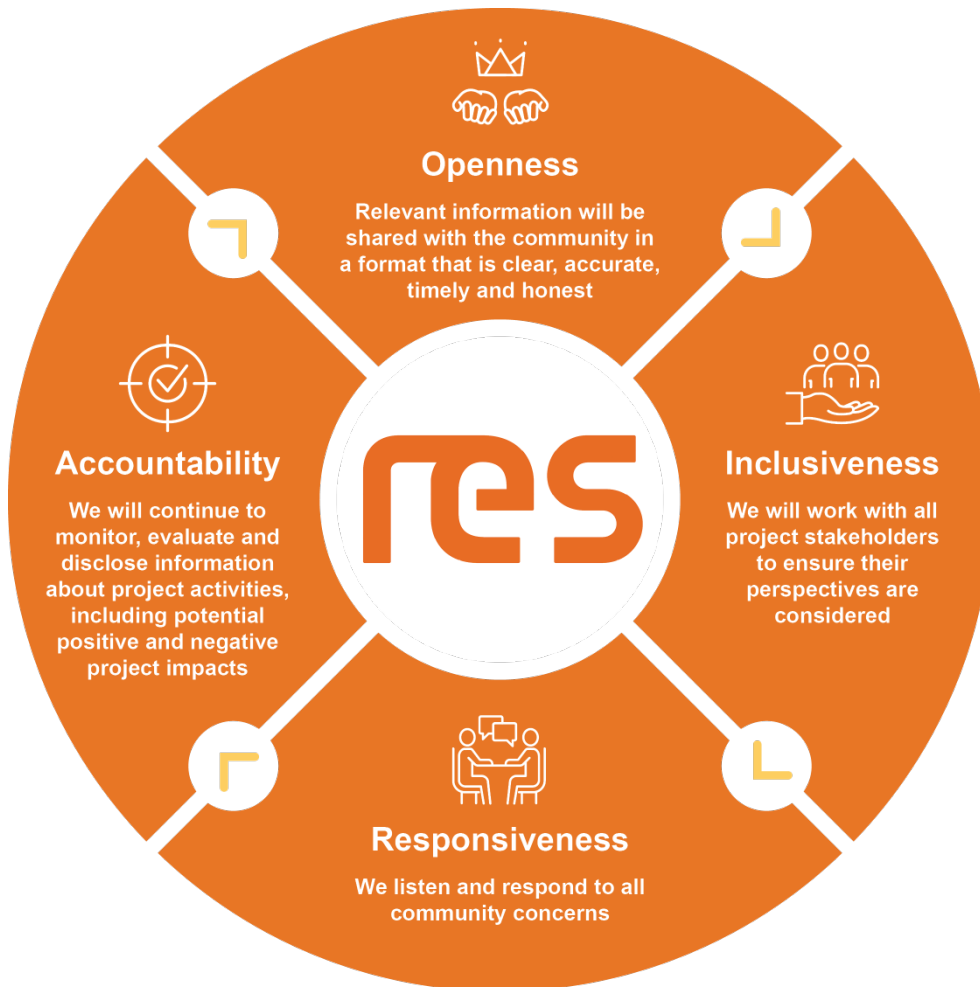 Openness
Relevant information will be
shared with the community in
a format that is clear, accurate,
timely and honest
Inclusiveness
We will work with all
project stakeholders
to ensure their
perspectives are
considered
Responsiveness
We listen and respond to all
community concerns
Accountability
We will continue to
monitor, evaluate and
disclose information
about project activities,
including potential
positive and negative
project impacts
res